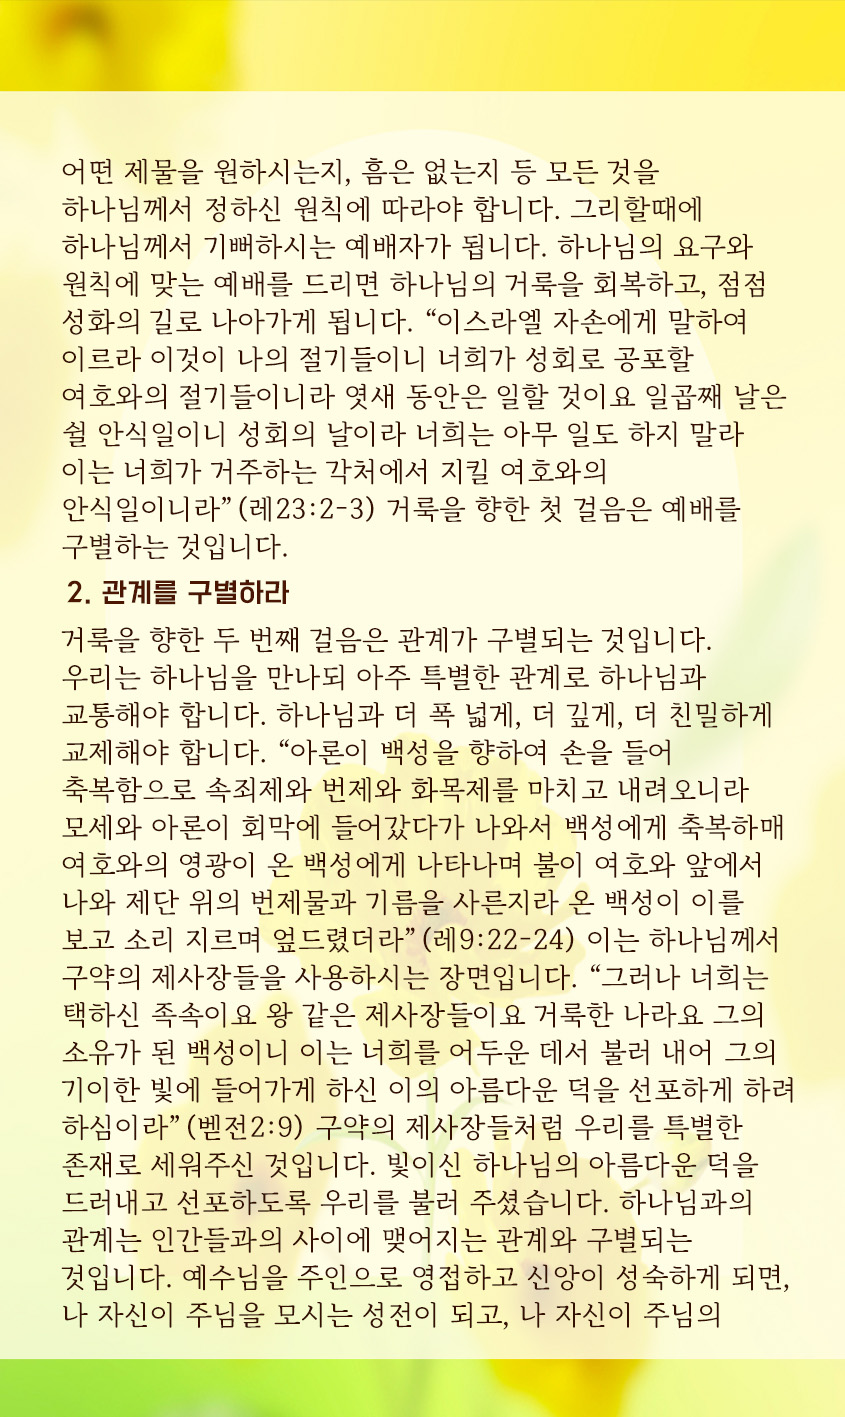 어떤 제물을 원하시는지, 흠은 없는지 등 모든 것을
하나님께서 정하신 원칙에 따라야 합니다. 그리할때에
하나님께서 기뻐하시는 예배자가 됩니다. 하나님의 요구와
원칙에 맞는 예배를 드리면 하나님의 거룩을 회복하고, 점점
성화의 길로 나아가게 됩니다. “이스라엘 자손에게 말하여
이르라 이것이 나의 절기들이니 너희가 성회로 공포할
여호와의 절기들이니라 엿새 동안은 일할 것이요 일곱째 날은
쉴 안식일이니 성회의 날이라 너희는 아무 일도 하지 말라
이는 너희가 거주하는 각처에서 지킬 여호와의
안식일이니라” (레23:2-3) 거룩을 향한 첫 걸음은 예배를
구별하는 것입니다.
2. 관계를 구별하라
거룩을 향한 두 번째 걸음은 관계가 구별되는 것입니다.
우리는 하나님을 만나되 아주 특별한 관계로 하나님과
교통해야 합니다. 하나님과 더 폭 넓게, 더 깊게, 더 친밀하게
교제해야 합니다. “아론이 백성을 향하여 손을 들어
축복함으로 속죄제와 번제와 화목제를 마치고 내려오니라
모세와 아론이 회막에 들어갔다가 나와서 백성에게 축복하매
여호와의 영광이 온 백성에게 나타나며 불이 여호와 앞에서
나와 제단 위의 번제물과 기름을 사른지라 온 백성이 이를
보고 소리 지르며 엎드렸더라” (레9:22-24) 이는 하나님께서
구약의 제사장들을 사용하시는 장면입니다. “그러나 너희는
택하신 족속이요 왕 같은 제사장들이요 거룩한 나라요 그의
소유가 된 백성이니 이는 너희를 어두운 데서 불러 내어 그의
기이한 빛에 들어가게 하신 이의 아름다운 덕을 선포하게 하려
하심이라” (벧전2:9) 구약의 제사장들처럼 우리를 특별한
존재로 세워주신 것입니다. 빛이신 하나님의 아름다운 덕을
드러내고 선포하도록 우리를 불러 주셨습니다. 하나님과의
관계는 인간들과의 사이에 맺어지는 관계와 구별되는
것입니다. 예수님을 주인으로 영접하고 신앙이 성숙하게 되면,
나 자신이 주님을 모시는 성전이 되고, 나 자신이 주님의